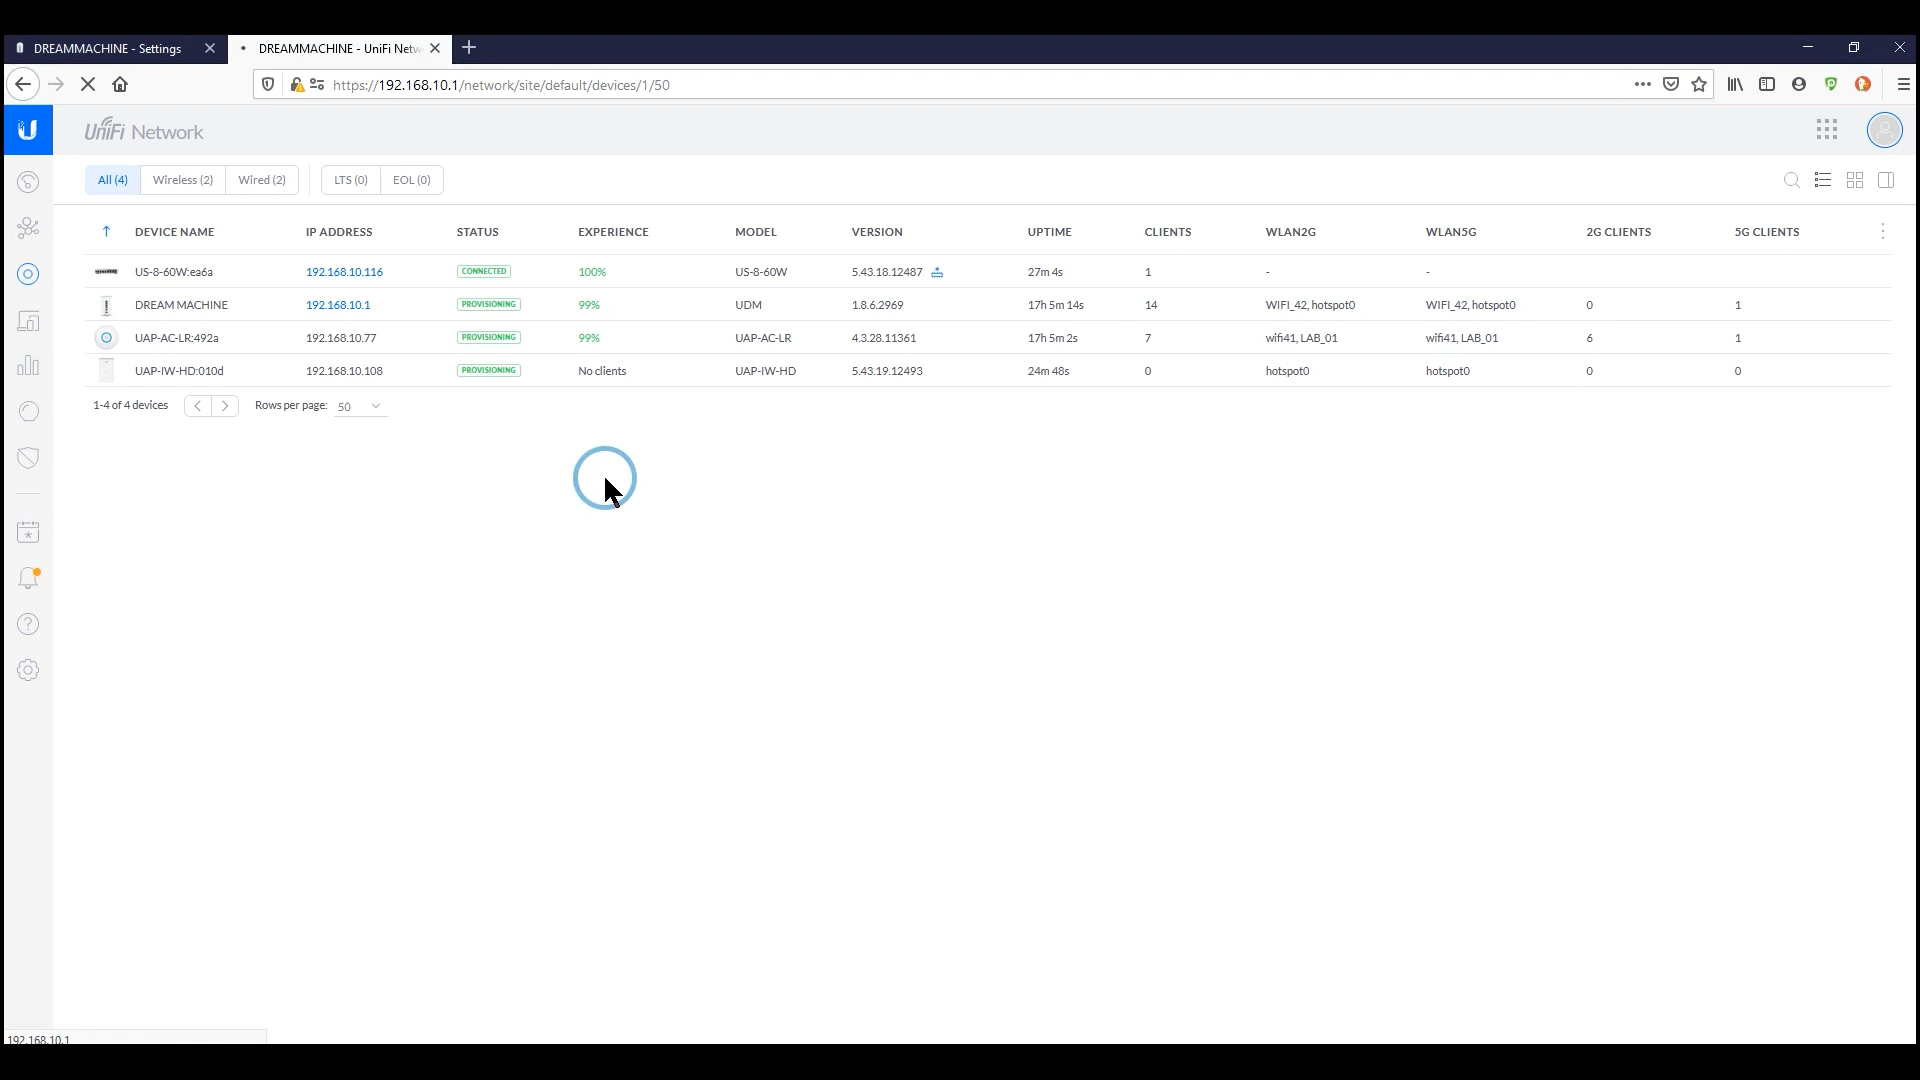 DREAMMACHINE - Settings
DREAMMACHINE - UniFi Netw
https://192.168.10.1/network/site/default/devices/1/50
UniFi Network
All (4) Wireless (2) Wired (2) LTS (0) EOL (0)
DEVICE NAME IP ADDRESS STATUS EXPERIENCE MODEL VERSION UPTIME CLIENTS WLAN2G WLAN5G 2G CLIENTS 5G CLIENTS
US-8-60W:ea6a 192.168.10.116 CONNECTED 100% US-8-60W 5.43.18.12487 27m 4s 1 - -
DREAM MACHINE 192.168.10.1 PROVISIONING 99% UDM 1.8.6.2969 17h 5m 14s 14 WIFI_42, hotspot0 WIFI_42, hotspot0 0 1
UAP-AC-LR:492a 192.168.10.77 PROVISIONING 99% UAP-AC-LR 4.3.28.11361 17h 5m 2s 7 wifi41, LAB_01 wifi41, LAB_01 6 1
UAP-IW-HD:010d 192.168.10.108 PROVISIONING No clients UAP-IW-HD 5.43.19.12493 24m 48s 0 hotspot0 hotspot0 0 0
1-4 of 4 devices Rows per page: 50
192.168.10.1